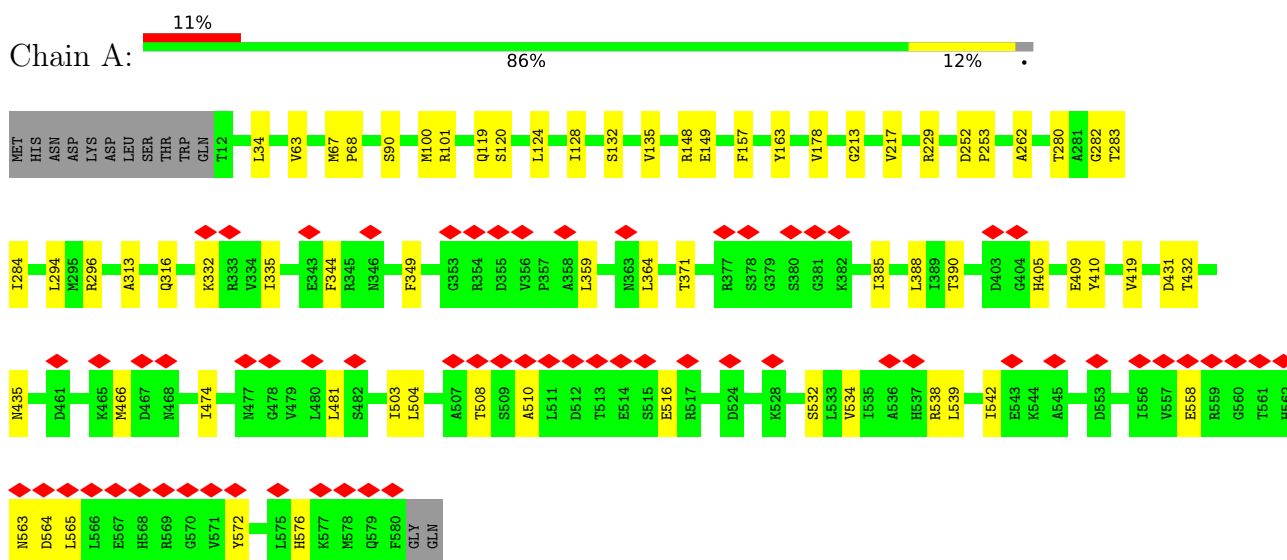 11%
Chain A:
86% 12% •
MET HIS ASN ASP LYS ASP LEU SER THR TRP GLN T12 L34 V63 M67 P68 S90 M100 R101 Q119 S120 L124 I128 S132 V135 R148 E149 F157 Y163 V178 G213 V217 R229 D252 P253 A262 T280 A281 G282 T283
I284 L294 M295 R296 A313 Q316 K332 R333 V334 I335 E343 F344 R345 N346 F349 G353 R354 D355 V356 P357 A358 L359 N363 L364 T371 R377 S378 G379 S380 G381 K382 I385 L388 I389 T390 D403 G404 H405 E409 Y410 V419 D431 T432
N435 D461 K465 M466 D467 N468 I474 N477 G478 V479 L480 L481 S482 I503 L504 A507 T508 S509 A510 L511 D512 T513 E514 S515 E516 R517 D524 K528 S532 L533 V534 I535 A536 H537 R538 L539 I542 E543 K544 A545 D553 I556 V557 E558 R559 G560 T561 H562
N563 D564 L565 L566 E567 H568 R569 G570 V571 Y572 L575 H576 K577 M578 Q579 F580 GLY GLN